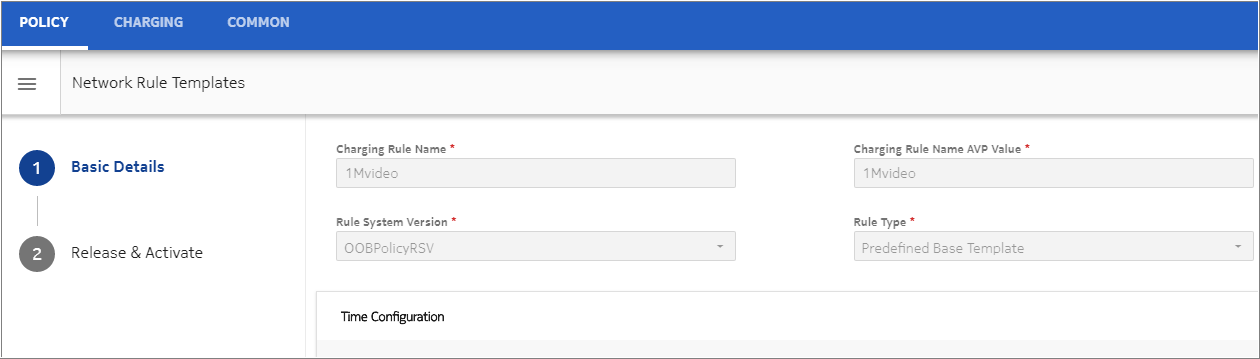 POLICY CHARGING COMMON
Network Rule Templates
1 Basic Details
2 Release & Activate
Charging Rule Name * Charging Rule Name AVP Value *
1Mvideo 1Mvideo
Rule System Version * Rule Type *
OOBPolicyRSV Predefined Base Template
Time Configuration